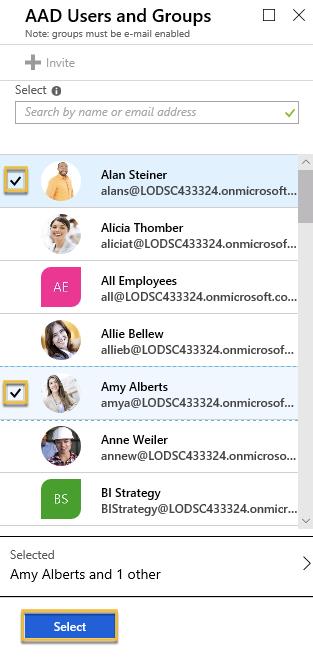 AAD Users and Groups
Note: groups must be e-mail enabled
Invite
Select
Search by name or email address
Alan Steiner
alans@LODSC433324.onmicrosoft...
Alicia Thomber
aliciat@LODSC433324.onmicrosoft...
AE
All Employees
all@LODSC433324.onmicrosoft.co...
Allie Bellew
allieb@LODSC433324.onmicrosoft...
Amy Alberts
amya@LODSC433324.onmicrosof...
Anne Weiler
annew@LODSC433324.onmicroso...
BS
BI Strategy
BIStrategy@LODSC433324.onmicr...
Selected
Amy Alberts and 1 other
Select